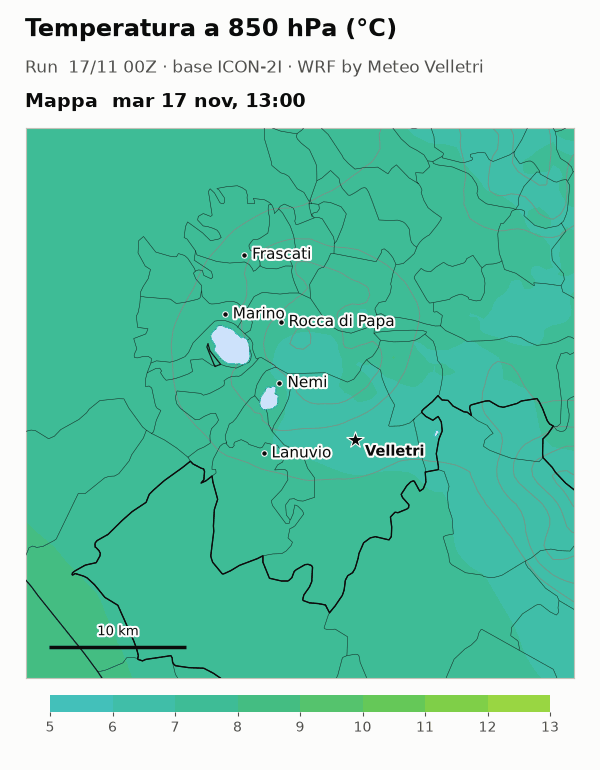 Temperatura a 850 hPa (°C)
Run  17/11 00Z · base ICON-2I · WRF by Meteo Velletri
Mappa  mar 17 nov, 13:00
Frascati
Marino
Rocca di Papa
Nemi
Velletri
Lanuvio
10 km
5 6 7 8 9 10 11 12 13